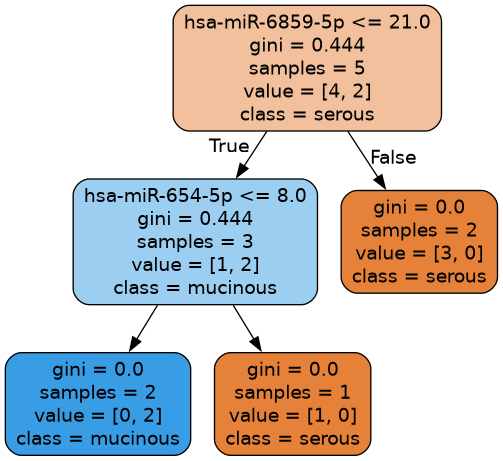 hsa-miR-6859-5p <= 21.0
gini = 0.444
samples = 5
value = [4, 2]
class = serous
True
False
hsa-miR-654-5p <= 8.0
gini = 0.444
samples = 3
value = [1, 2]
class = mucinous
gini = 0.0
samples = 2
value = [3, 0]
class = serous
gini = 0.0
samples = 2
value = [0, 2]
class = mucinous
gini = 0.0
samples = 1
value = [1, 0]
class = serous